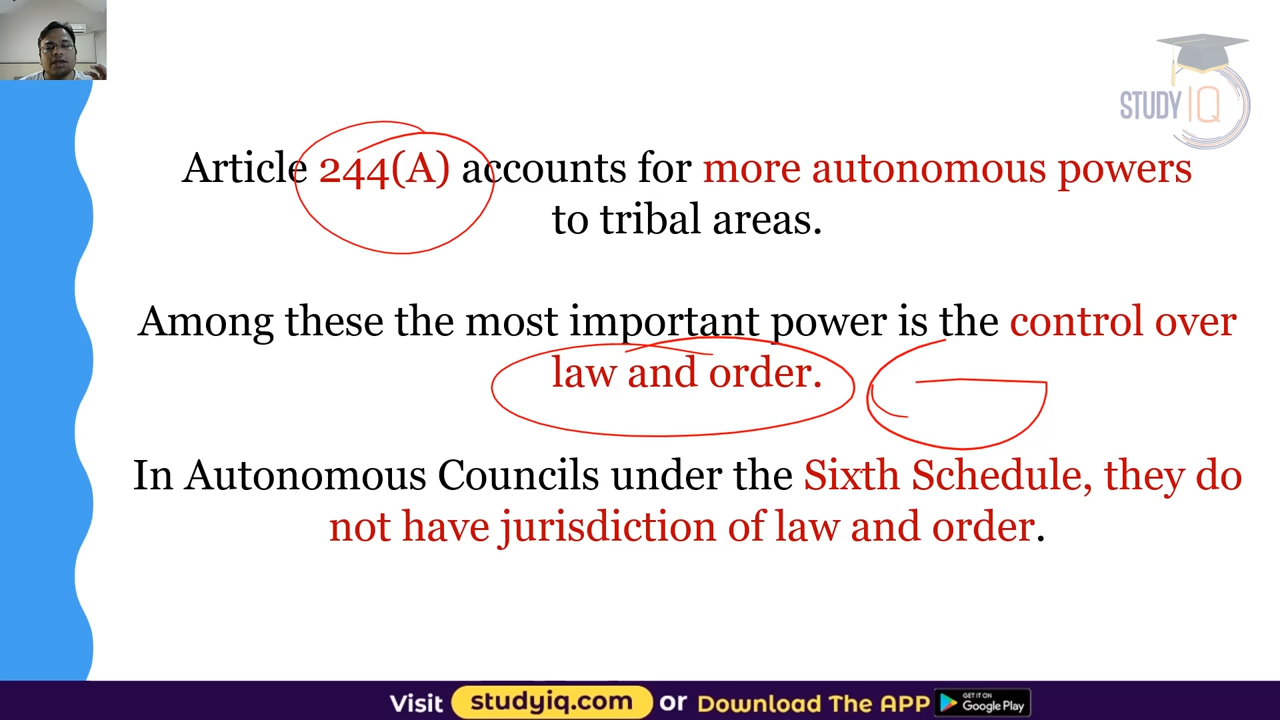 STUDY IQ
Article 244(A) accounts for more autonomous powers
to tribal areas.
Among these the most important power is the control over
law and order.
In Autonomous Councils under the Sixth Schedule, they do
not have jurisdiction of law and order.
Visit studyiq.com or Download The APP GET IT ON Google Play